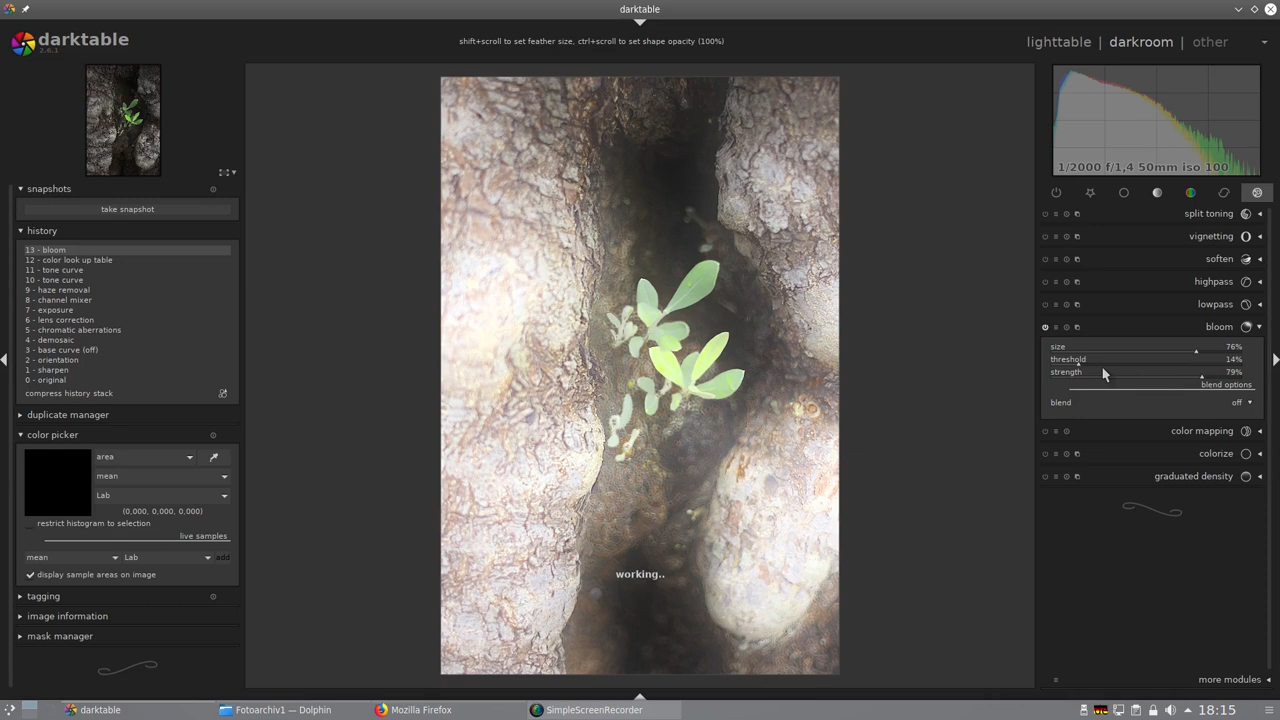 darktable
darktable
2.6.1
shift+scroll to set feather size, ctrl+scroll to set shape opacity (100%)
lighttable | darkroom | other
1/2000 f/1,4 50mm iso 100
snapshots
take snapshot
history
13 - bloom
12 - color look up table
11 - tone curve
10 - tone curve
9 - haze removal
8 - channel mixer
7 - exposure
6 - lens correction
5 - chromatic aberrations
4 - demosaic
3 - base curve (off)
2 - orientation
1 - sharpen
0 - original
compress history stack
duplicate manager
color picker
area
mean
Lab
(0,000, 0,000, 0,000)
restrict histogram to selection
live samples
mean Lab add
display sample areas on image
tagging
image information
mask manager
working..
split toning
vignetting
soften
highpass
lowpass
bloom
size 76%
threshold 14%
strength 79%
blend options
blend off
color mapping
colorize
graduated density
more modules
darktable
Fotoarchiv1 — Dolphin
Mozilla Firefox
SimpleScreenRecorder
18:15